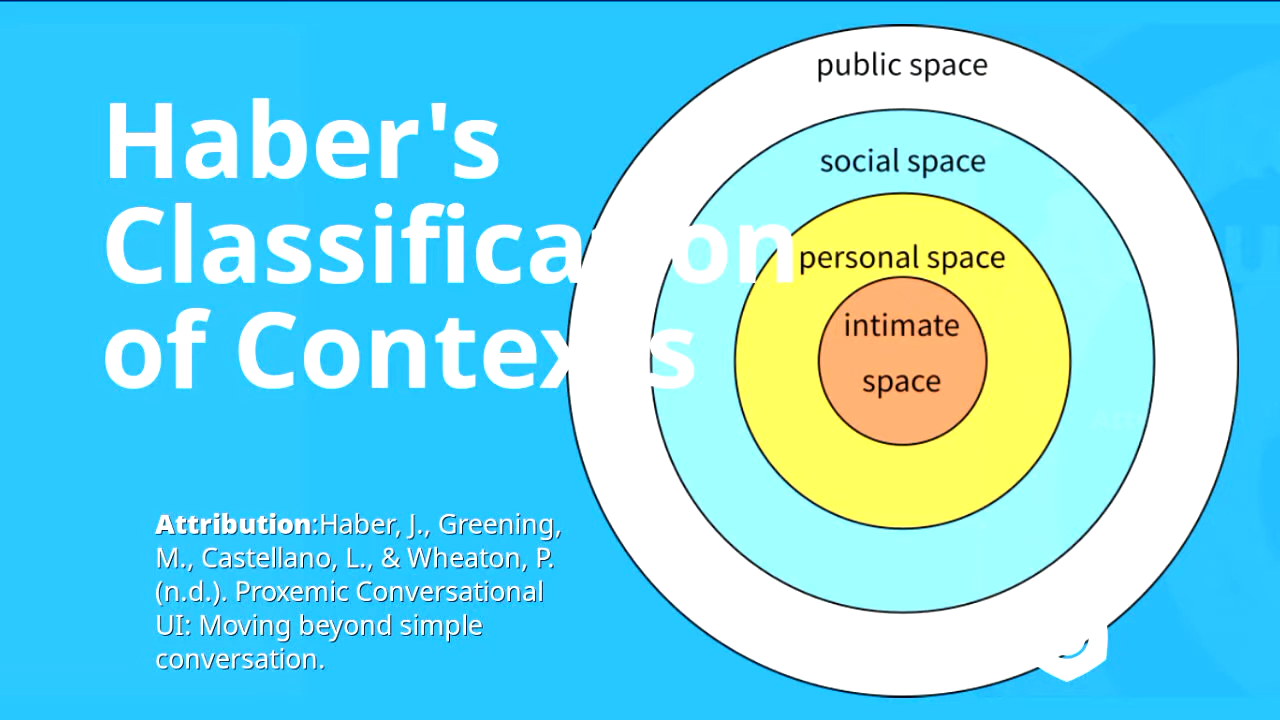 Haber's
Classification
of Contexts
public space
social space
personal space
intimate
space
Attribution:Haber, J., Greening,
M., Castellano, L., & Wheaton, P.
(n.d.). Proxemic Conversational
UI: Moving beyond simple
conversation.